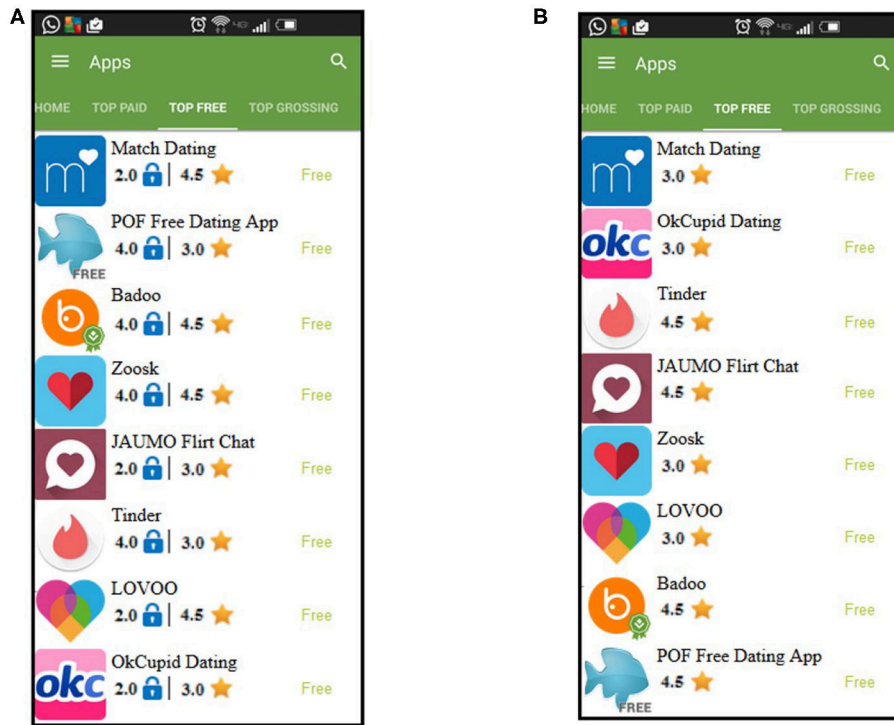 A
Apps
HOME TOP PAID TOP FREE TOP GROSSING
m
Match Dating
2.0 | 4.5 Free
POF Free Dating App
4.0 | 3.0 Free
FREE
Badoo
b
4.0 | 4.5 Free
Zoosk
4.0 | 4.5 Free
JAUMO Flirt Chat
2.0 | 3.0 Free
Tinder
4.0 | 3.0 Free
LOVOO
2.0 | 4.5 Free
OkCupid Dating
okc
2.0 | 3.0 Free
B
Apps
HOME TOP PAID TOP FREE TOP GROSSING
m
Match Dating
3.0 Free
OkCupid Dating
okc
3.0 Free
Tinder
4.5 Free
JAUMO Flirt Chat
4.5 Free
Zoosk
3.0 Free
LOVOO
3.0 Free
Badoo
b
4.5 Free
POF Free Dating App
4.5 Free
FREE